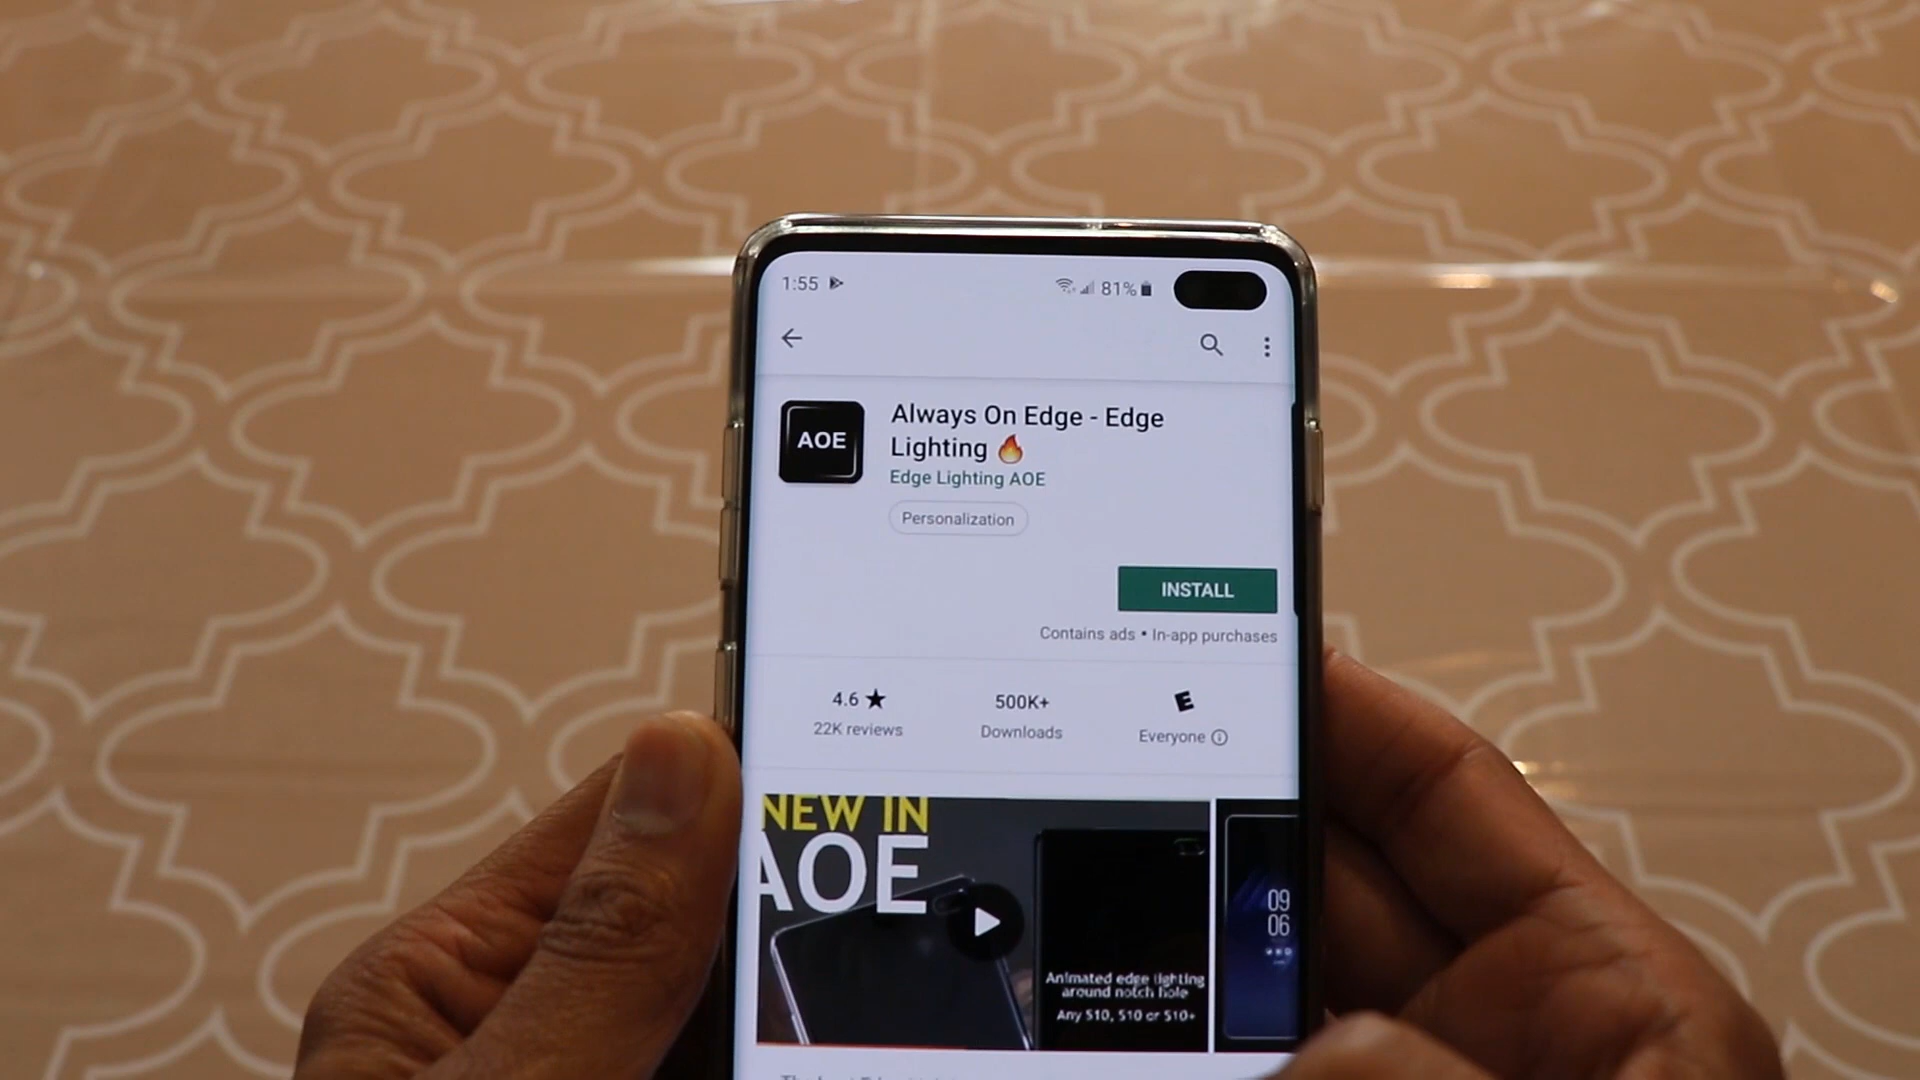 1:55
81%
AOE
Always On Edge - Edge
Lighting 🔥
Edge Lighting AOE
Personalization
INSTALL
Contains ads • In-app purchases
4.6 ★
22K reviews
500K+
Downloads
E
Everyone
NEW IN
AOE
Animated edge lighting
around notch hole
Any S10, S10 or S10+
09
06